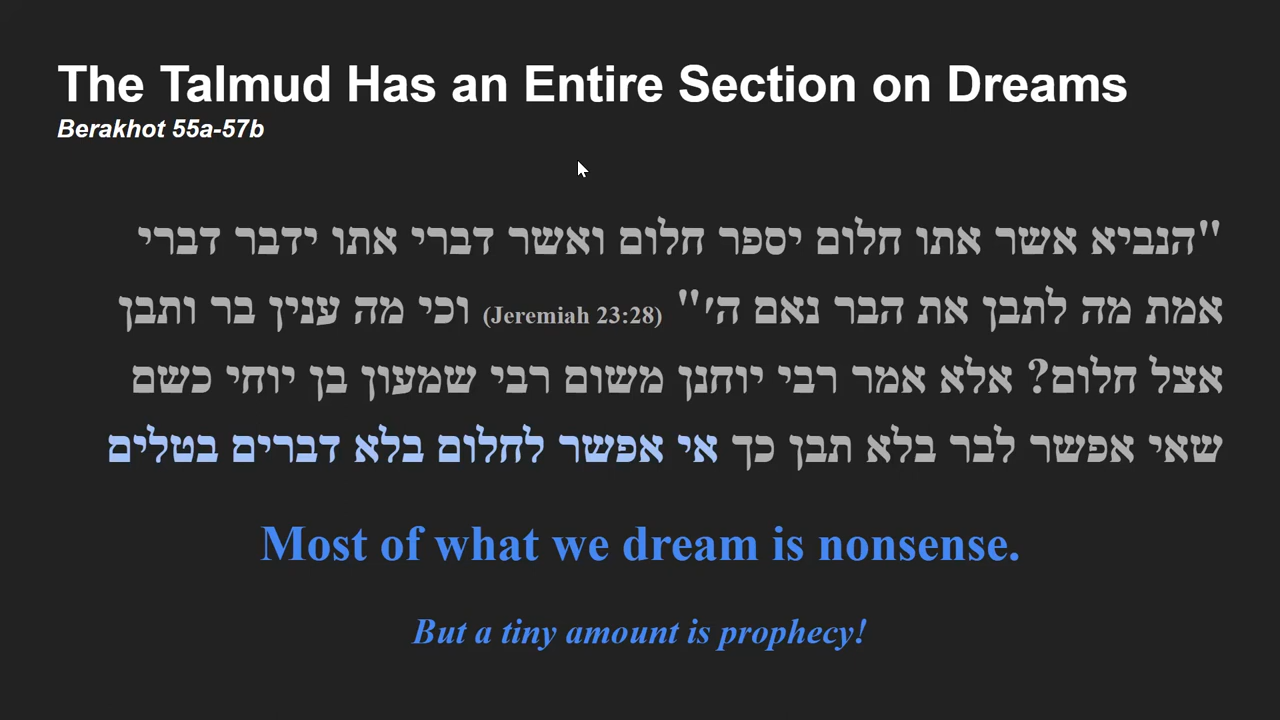 The Talmud Has an Entire Section on Dreams
Berakhot 55a-57b
"הנביא אשר אתו חלום יספר חלום ואשר דברי אתו ידבר דברי
אמת מה לתבן את הבר נאם ה׳" (Jeremiah 23:28) וכי מה ענין בר ותבן
אצל חלום? אלא אמר רבי יוחנן משום רבי שמעון בן יוחי כשם
שאי אפשר לבר בלא תבן כך אי אפשר לחלום בלא דברים בטלים
Most of what we dream is nonsense.
But a tiny amount is prophecy!